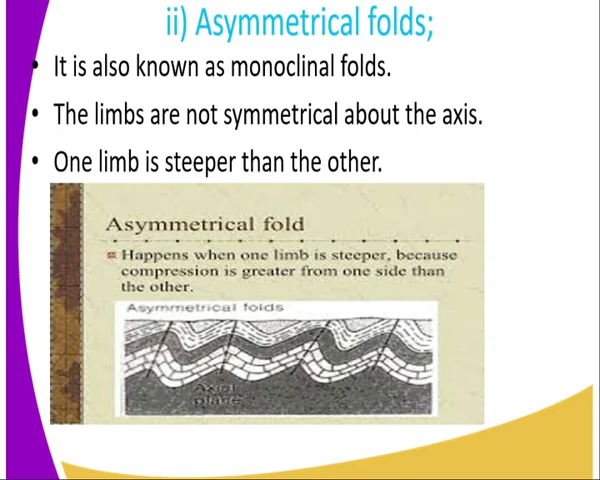 ii) Asymmetrical folds;
• It is also known as monoclinal folds.
• The limbs are not symmetrical about the axis.
• One limb is steeper than the other.
Asymmetrical fold
Happens when one limb is steeper, because
compression is greater from one side than
the other.
Asymmetrical folds
Axial
plane